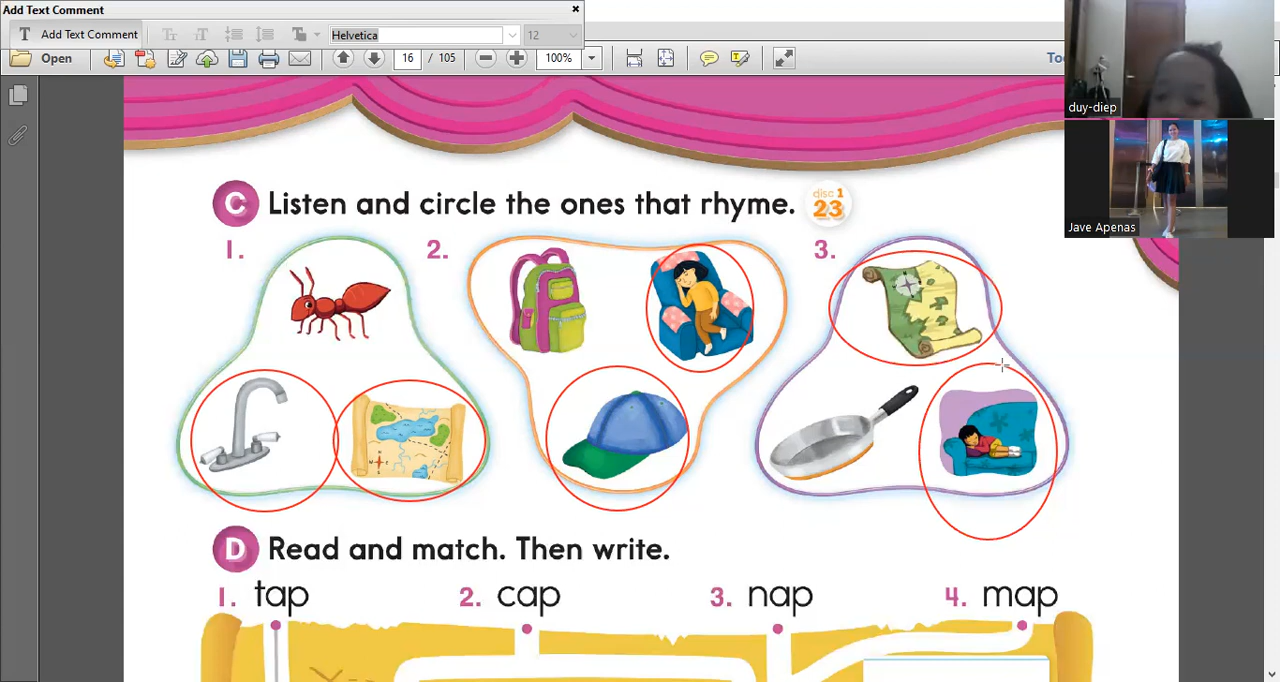 Add Text Comment
Add Text Comment Helvetica 12
Open 16 / 105 100%
duy-diep
Jave Apenas
C Listen and circle the ones that rhyme. disc 1 23
1. 2. 3.
D Read and match. Then write.
1. tap 2. cap 3. nap 4. map